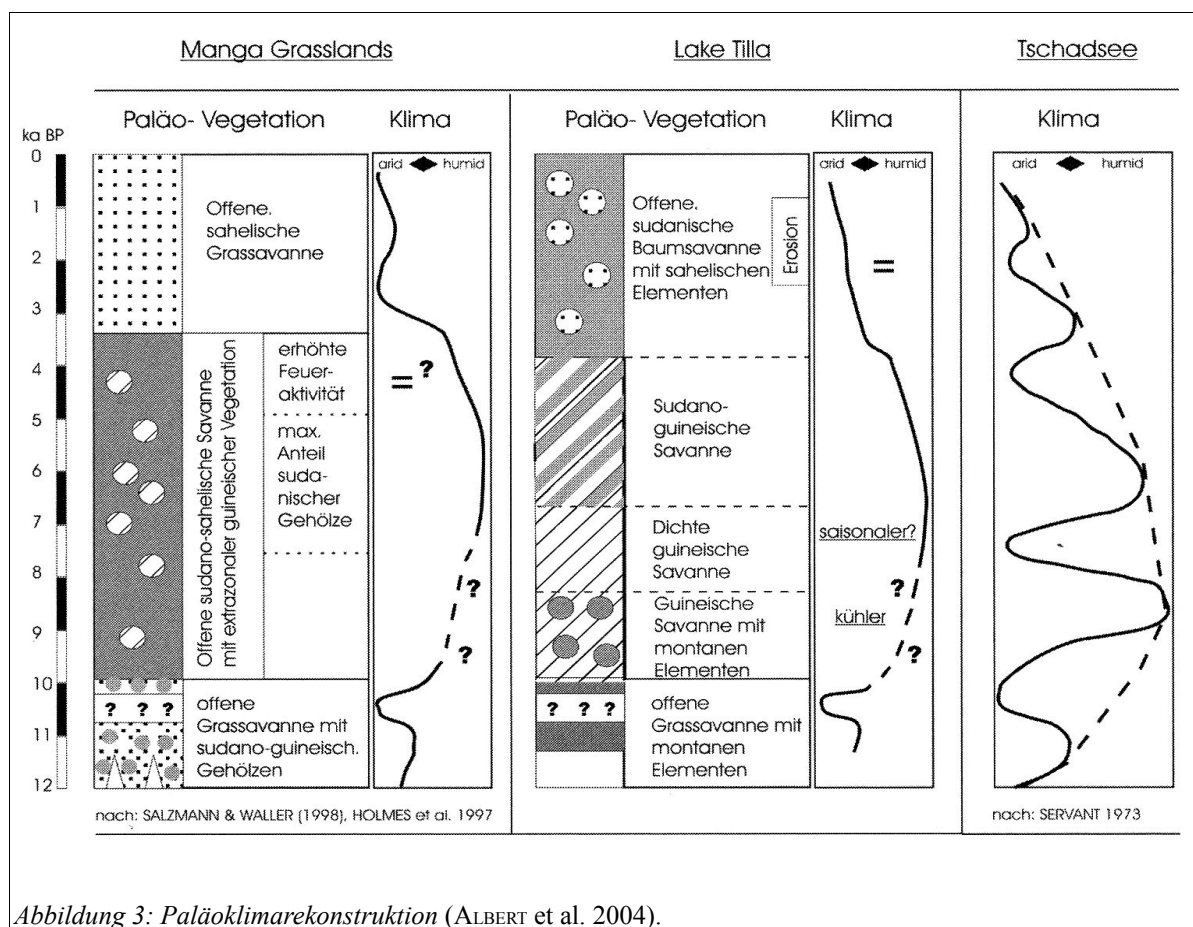 Manga Grasslands
Lake Tilla
Tschadsee
Paläo- Vegetation
Klima
Paläo- Vegetation
Klima
Klima
ka BP
0
1
2
3
4
5
6
7
8
9
10
11
12
Offene.
sahelische
Grassavanne
Offene sudano-sahelische Savanne
mit extrazonaler guineischer Vegetation
erhöhte
Feuer-
aktivität
max.
Anteil
suda-
nischer
Gehölze
? ? ?
offene
Grassavanne mit
sudano-guineisch.
Gehölzen
arid humid
= ?
?
?
nach: SALZMANN & WALLER (1998), HOLMES et al. 1997
Offene.
sudanische
Baumsavanne
mit sahelischen
Elementen
Erosion
Sudano-
guineische
Savanne
Dichte
guineische
Savanne
Guineische
Savanne mit
montanen
Elementen
? ? ?
offene
Grassavanne mit
montanen
Elementen
arid humid
=
saisonaler?
?
kühler
?
arid humid
nach: SERVANT 1973
Abbildung 3: Paläoklimarekonstruktion (ALBERT et al. 2004).